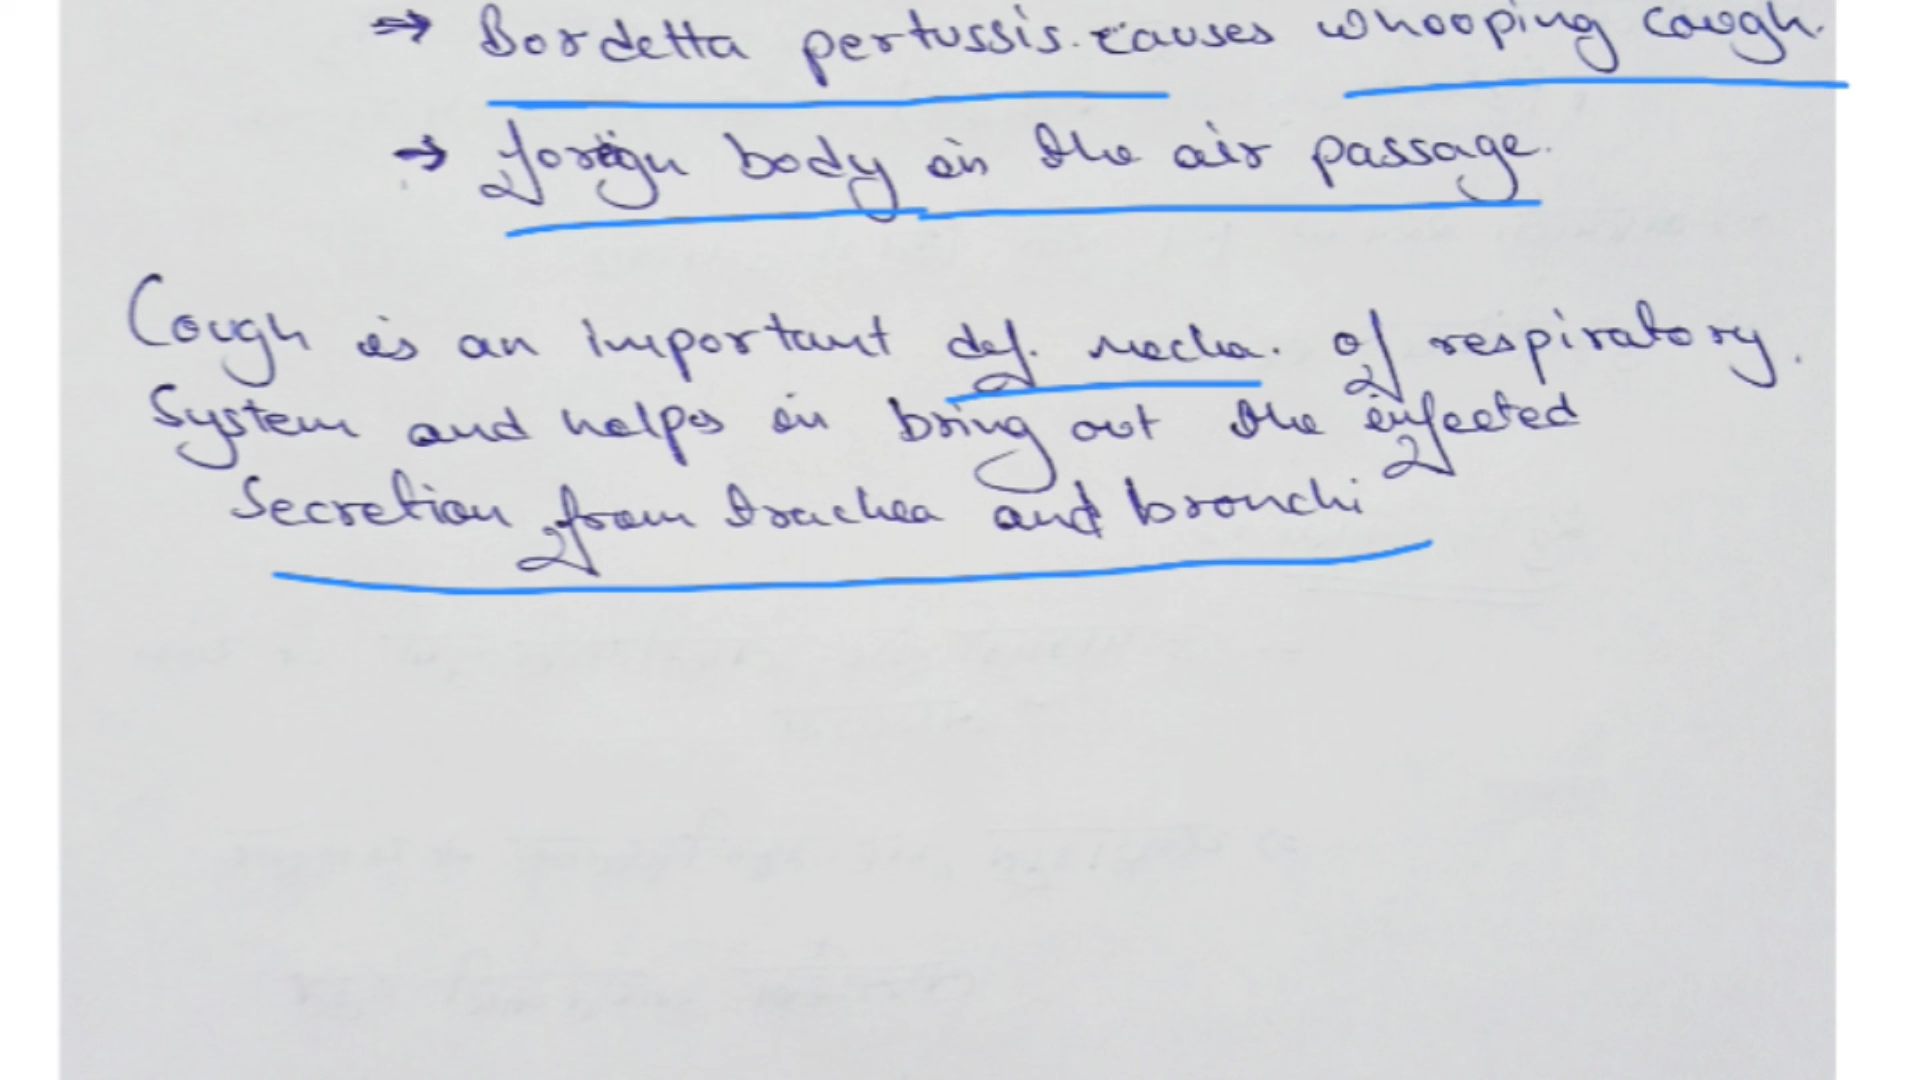 ⇒ Bordetta pertussis. causes whooping cough.
→ foreign body in the air passage.
Cough is an important def. mecha. of respiratory.
System and helps in bring out the infected
Secretion from trachea and bronchi